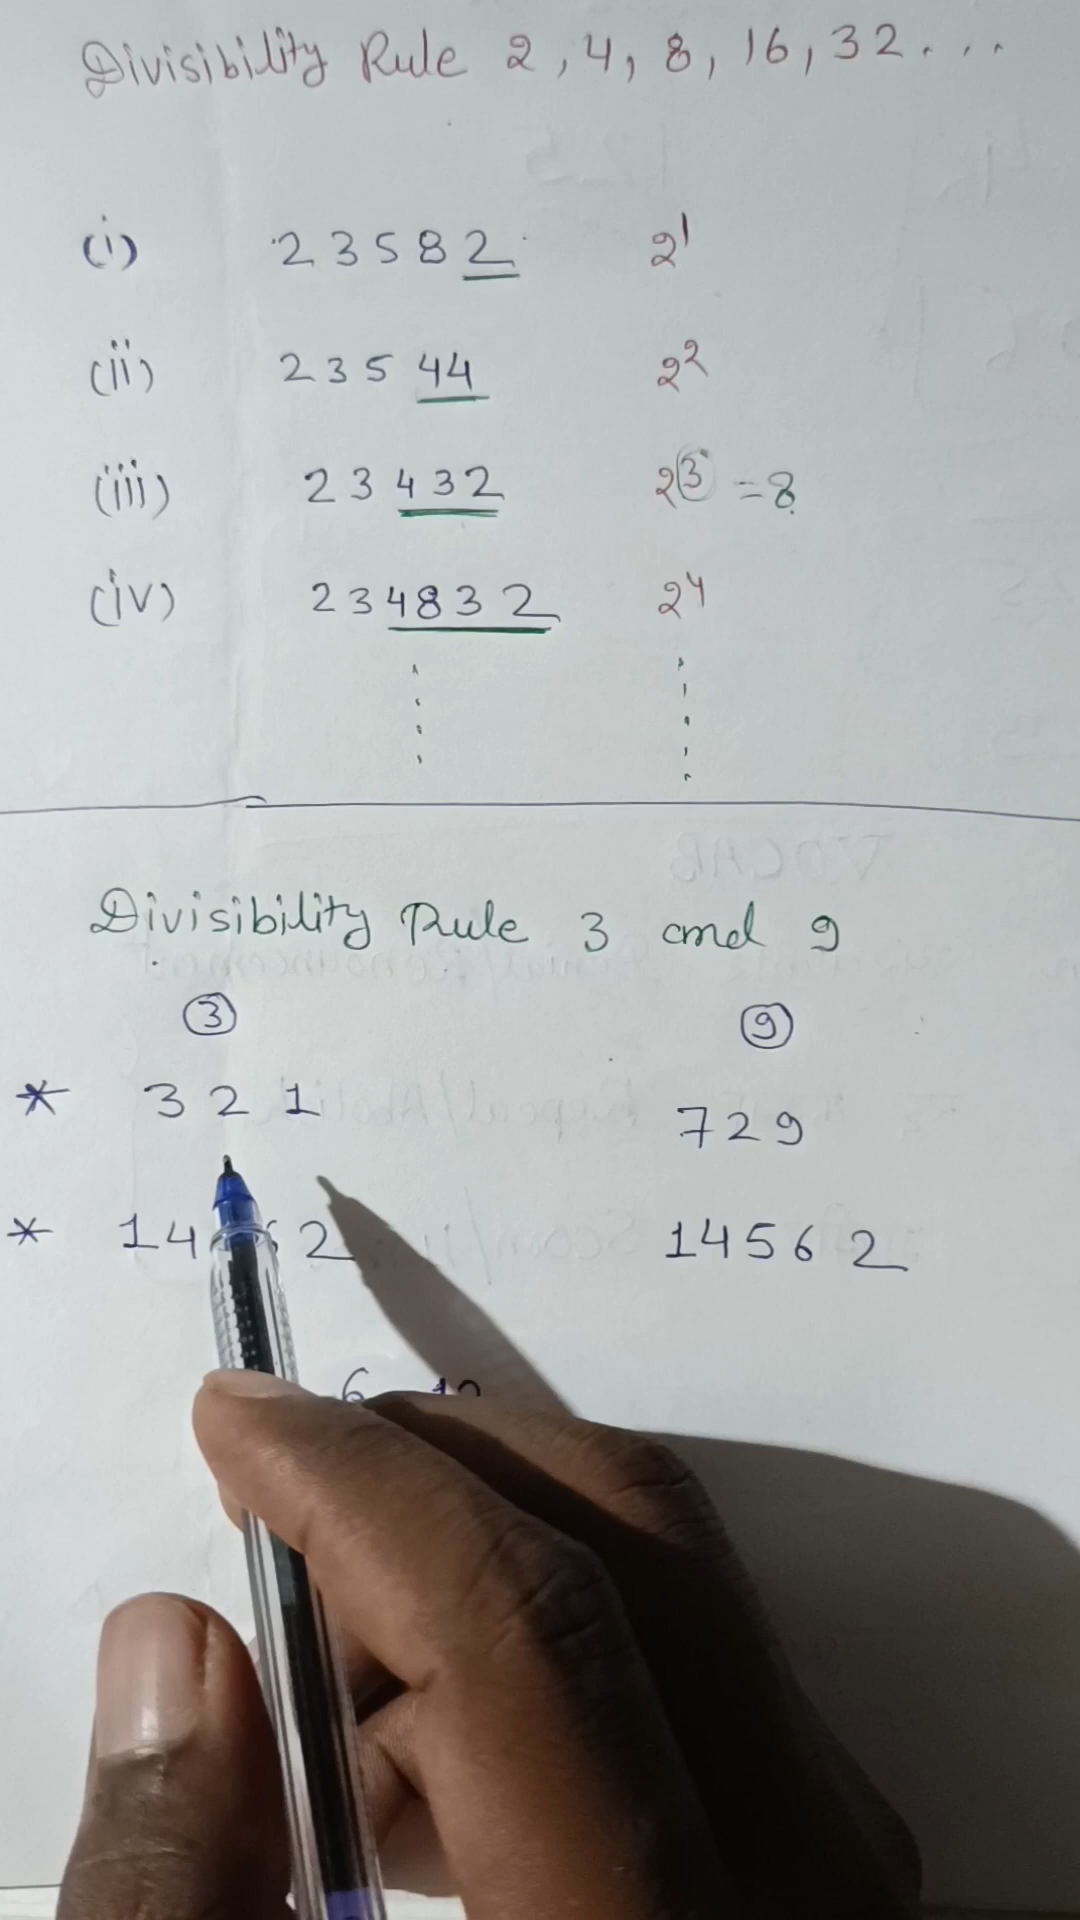 Divisibility Rule 2, 4, 8, 16, 32...
(i) 23582 2¹
(ii) 23544 2²
(iii) 23432 2³ = 8
(iv) 234832 2⁴
Divisibility Rule 3 and 9
3 9
* 321 729
* 14 2 14562
6